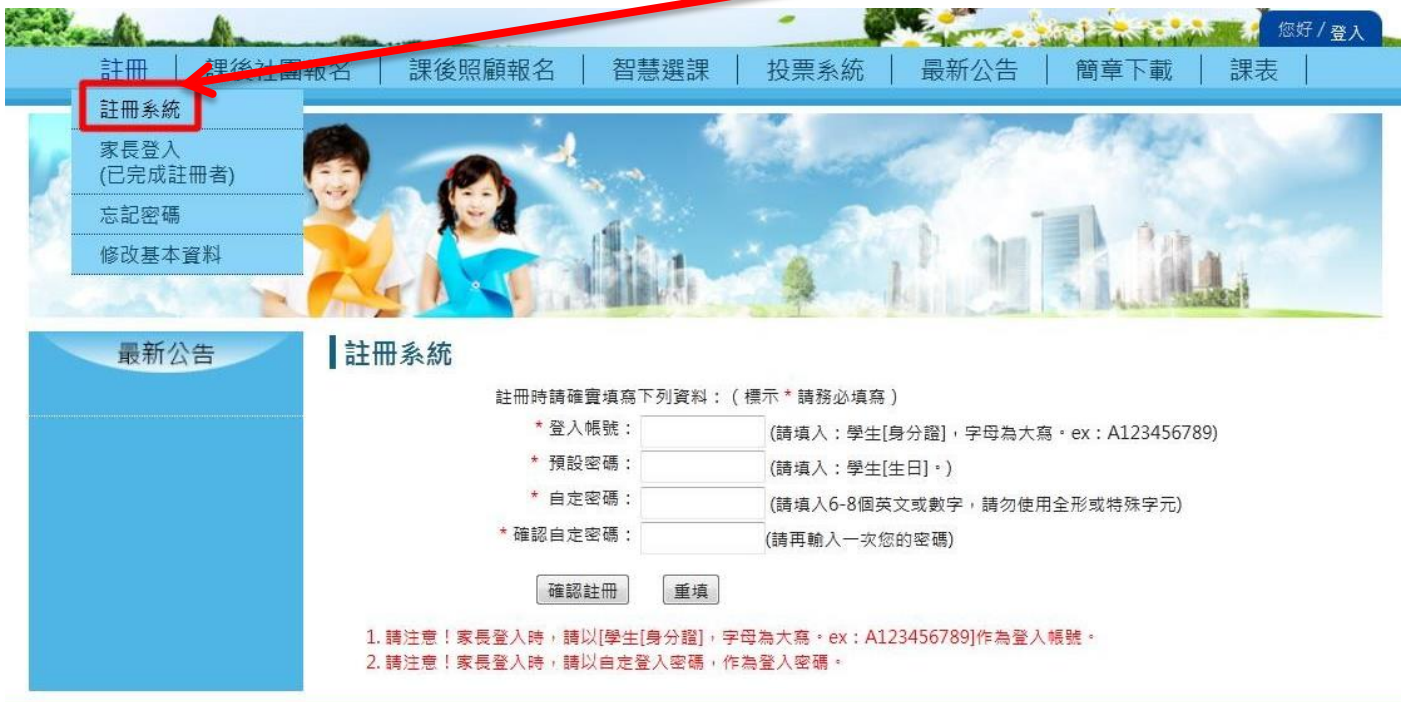 您好 / 登入
註冊 | 課後社團報名 | 課後照顧報名 | 智慧選課 | 投票系統 | 最新公告 | 簡章下載 | 課表 |
註冊系統
家長登入
(已完成註冊者)
忘記密碼
修改基本資料
最新公告
註冊系統
註冊時請確實填寫下列資料：( 標示 * 請務必填寫 )
* 登入帳號： (請填入：學生[身分證]，字母為大寫。ex：A123456789)
* 預設密碼： (請填入：學生[生日]。)
* 自定密碼： (請填入6-8個英文或數字，請勿使用全形或特殊字元)
* 確認自定密碼： (請再輸入一次您的密碼)
確認註冊 重填
1. 請注意！家長登入時，請以[學生[身分證]，字母為大寫。ex：A123456789]作為登入帳號。
2. 請注意！家長登入時，請以自定登入密碼，作為登入密碼。